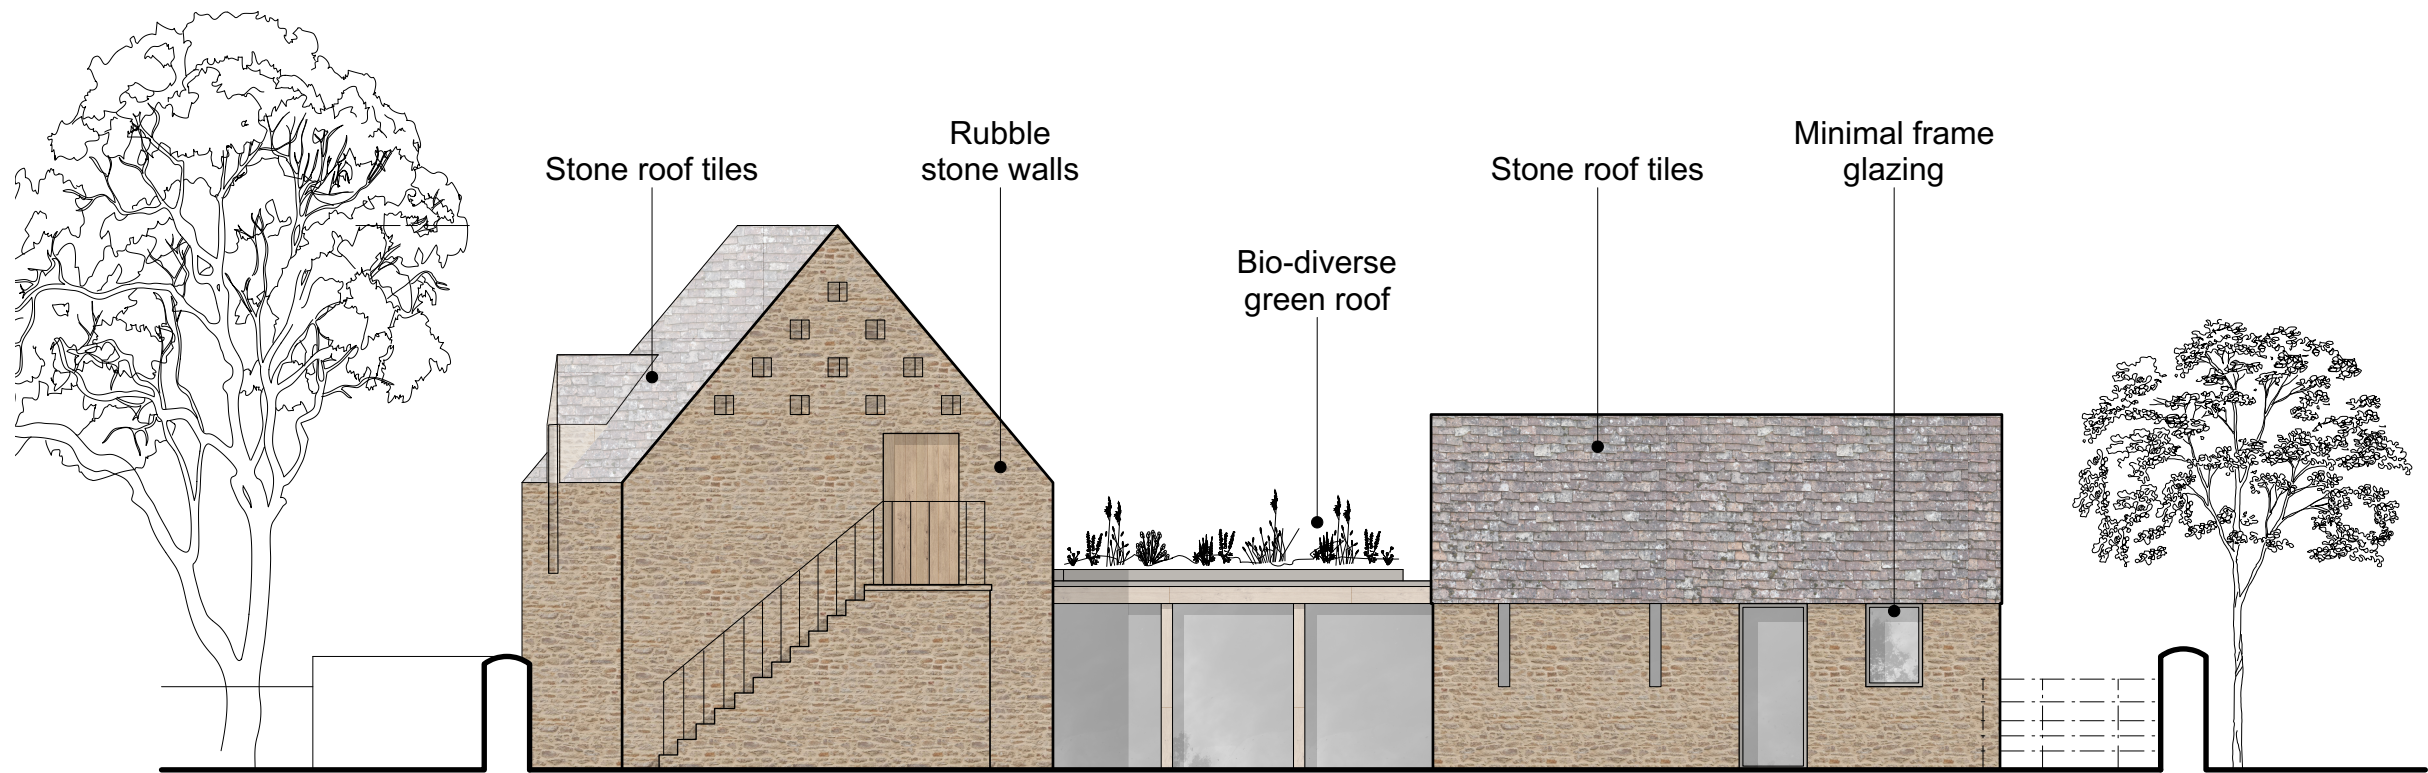 Stone roof tiles
Rubble
stone walls
Bio-diverse
green roof
Stone roof tiles
Minimal frame
glazing